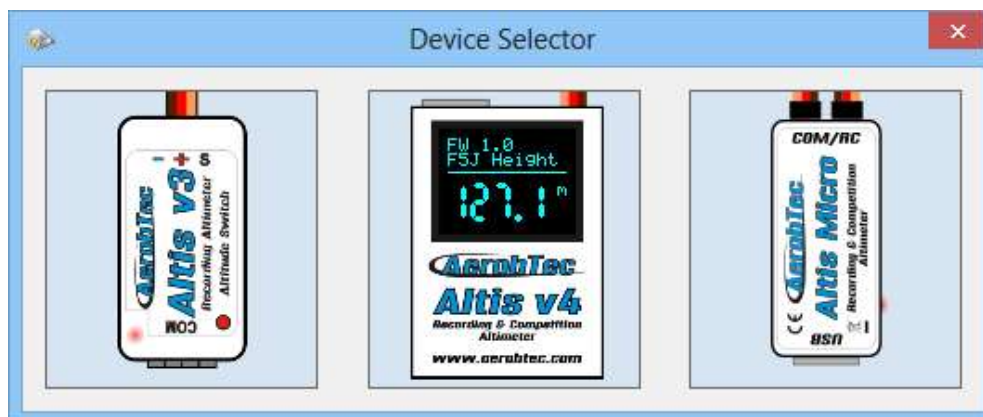 Device Selector
- + S
AerobTec
Altis v3
Recording Altimeter
Altitude Switch
COM
FW 1.0
F5J Height
127.1 m
AerobTec
Altis v4
Recording & Competition
Altimeter
www.aerobtec.com
COM/RC
AerobTec
Altis Micro
Recording & Competition
Altimeter
CE
USB